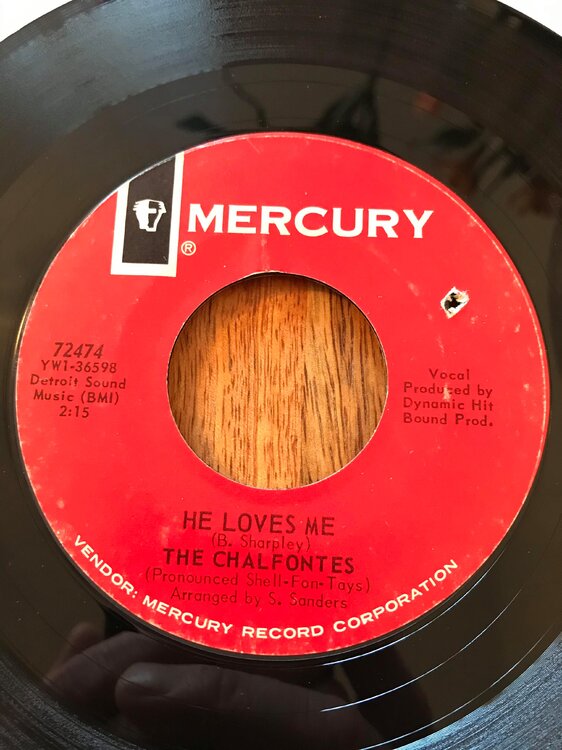 MERCURY
®
72474
YW1-36598
Detroit Sound
Music (BMI)
2:15
Vocal
Produced by
Dynamic Hit
Bound Prod.
HE LOVES ME
(B. Sharpley)
THE CHALFONTES
(Pronounced Shell-Fon-Tays)
Arranged by S. Sanders
VENDOR: MERCURY RECORD CORPORATION